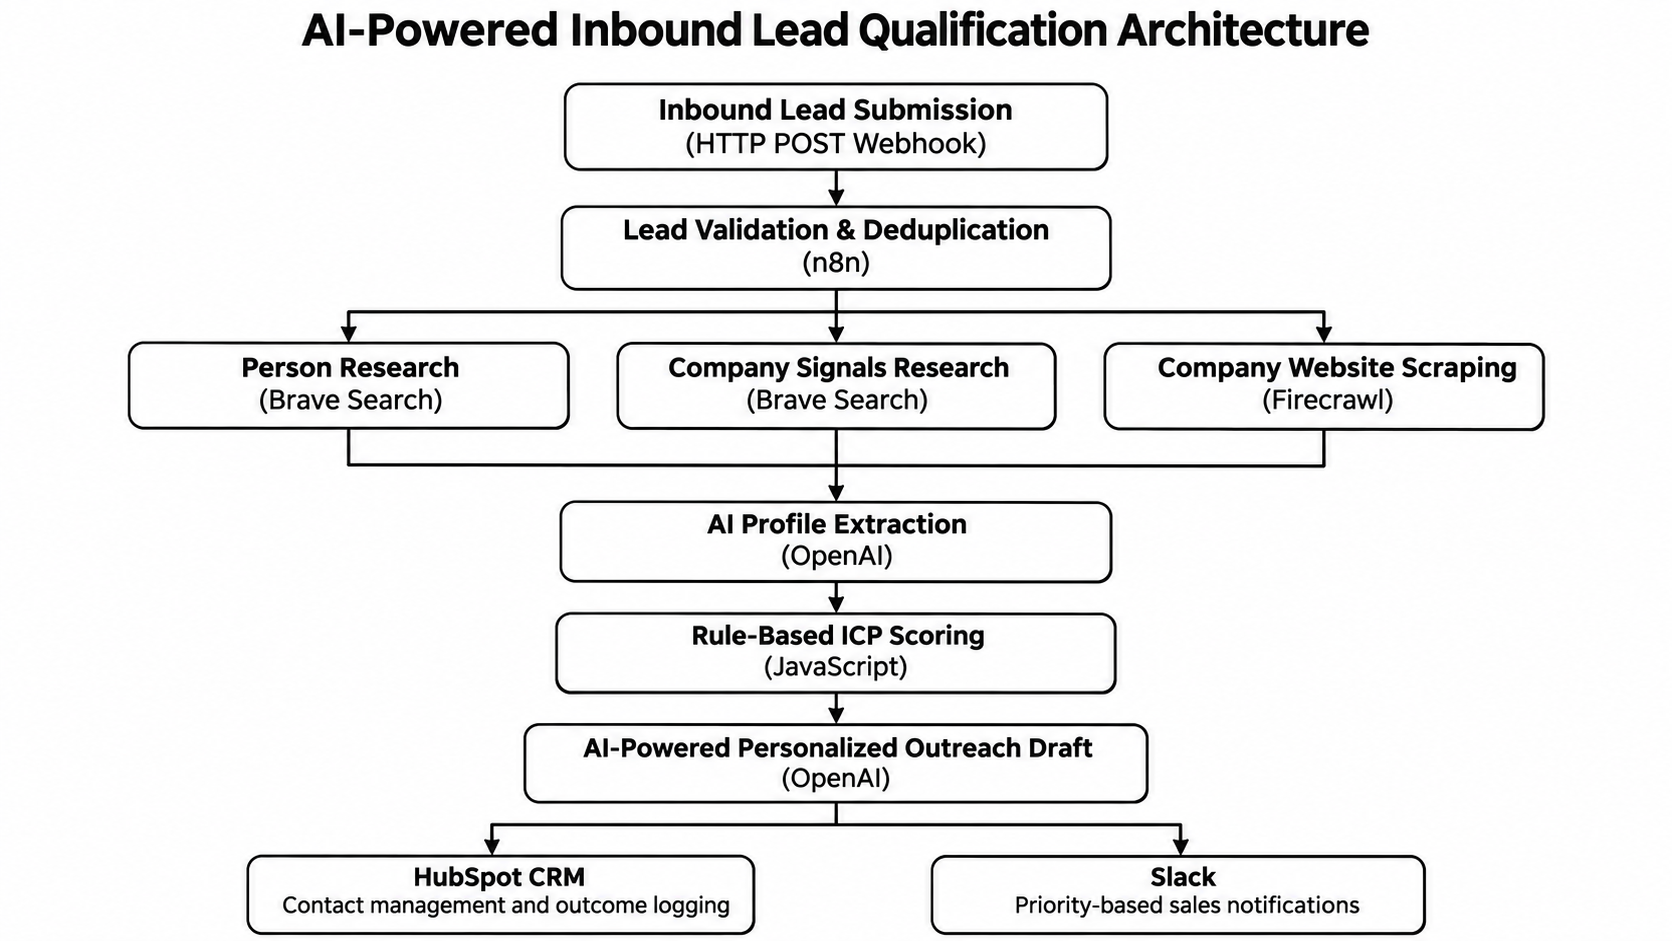 AI-Powered Inbound Lead Qualification Architecture
Inbound Lead Submission
(HTTP POST Webhook)
Lead Validation & Deduplication
(n8n)
Person Research
(Brave Search)
Company Signals Research
(Brave Search)
Company Website Scraping
(Firecrawl)
AI Profile Extraction
(OpenAI)
Rule-Based ICP Scoring
(JavaScript)
AI-Powered Personalized Outreach Draft
(OpenAI)
HubSpot CRM
Contact management and outcome logging
Slack
Priority-based sales notifications